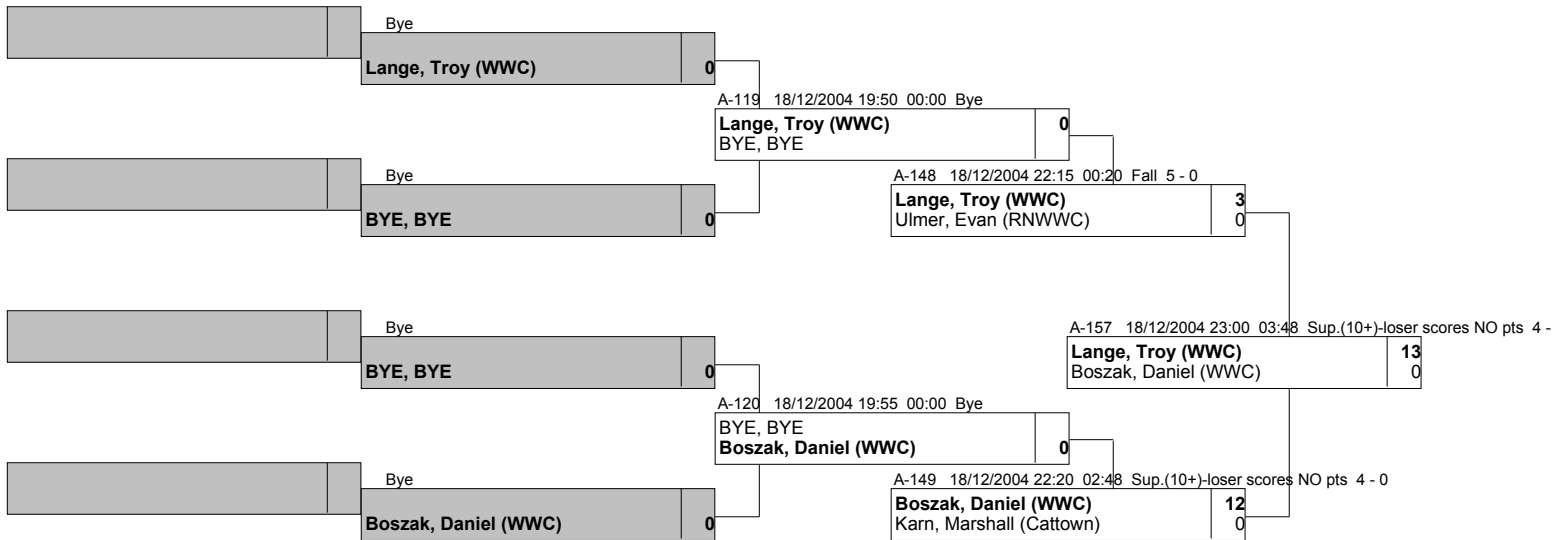 Bye
Lange, Troy (WWC) 0
A-119 18/12/2004 19:50 00:00 Bye
Lange, Troy (WWC) 0
BYE, BYE
Bye
BYE, BYE 0
A-148 18/12/2004 22:15 00:20 Fall 5 - 0
Lange, Troy (WWC) 3
Ulmer, Evan (RNWWC) 0
Bye
BYE, BYE 0
A-157 18/12/2004 23:00 03:48 Sup.(10+)-loser scores NO pts 4 -
Lange, Troy (WWC) 13
Boszak, Daniel (WWC) 0
A-120 18/12/2004 19:55 00:00 Bye
BYE, BYE
Boszak, Daniel (WWC) 0
Bye
Boszak, Daniel (WWC) 0
A-149 18/12/2004 22:20 02:48 Sup.(10+)-loser scores NO pts 4 - 0
Boszak, Daniel (WWC) 12
Karn, Marshall (Cattown) 0